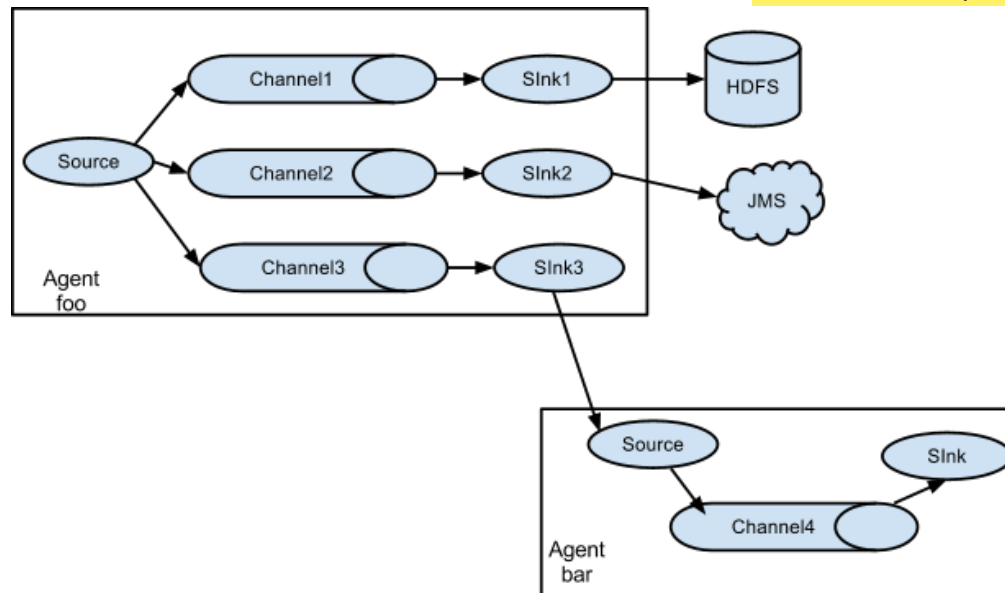 Channel1
SInk1
HDFS
Source
Channel2
SInk2
JMS
Channel3
SInk3
Agent
foo
Source
SInk
Channel4
Agent
bar